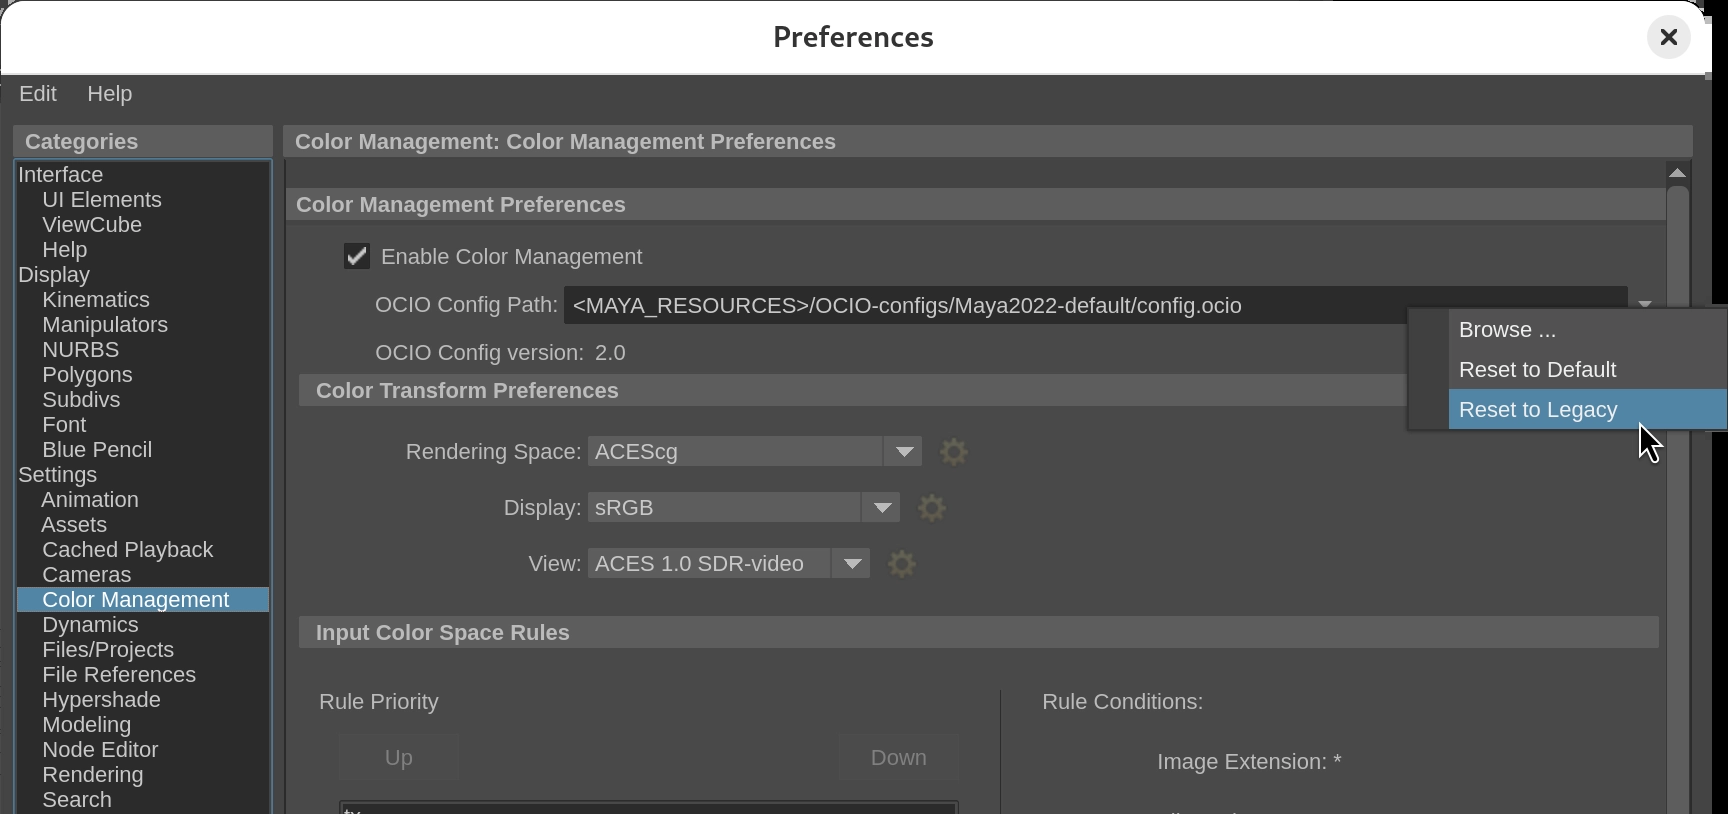 Preferences
Edit Help
Categories
Interface
UI Elements
ViewCube
Help
Display
Kinematics
Manipulators
NURBS
Polygons
Subdivs
Font
Blue Pencil
Settings
Animation
Assets
Cached Playback
Cameras
Color Management
Dynamics
Files/Projects
File References
Hypershade
Modeling
Node Editor
Rendering
Search
Color Management: Color Management Preferences
Color Management Preferences
Enable Color Management
OCIO Config Path: <MAYA_RESOURCES>/OCIO-configs/Maya2022-default/config.ocio
Browse ...
Reset to Default
Reset to Legacy
OCIO Config version: 2.0
Color Transform Preferences
Rendering Space: ACEScg
Display: sRGB
View: ACES 1.0 SDR-video
Input Color Space Rules
Rule Priority
Up Down
Rule Conditions:
Image Extension: *